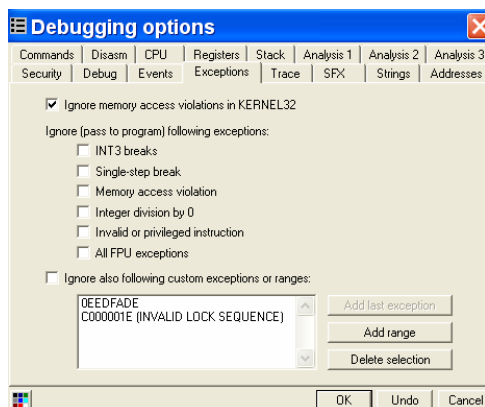 Debugging options
Commands Disasm CPU Registers Stack Analysis 1 Analysis 2 Analysis 3
Security Debug Events Exceptions Trace SFX Strings Addresses
Ignore memory access violations in KERNEL32
Ignore (pass to program) following exceptions:
INT3 breaks
Single-step break
Memory access violation
Integer division by 0
Invalid or privileged instruction
All FPU exceptions
Ignore also following custom exceptions or ranges:
0EEDFADE
C000001E (INVALID LOCK SEQUENCE)
Add last exception
Add range
Delete selection
OK Undo Cancel